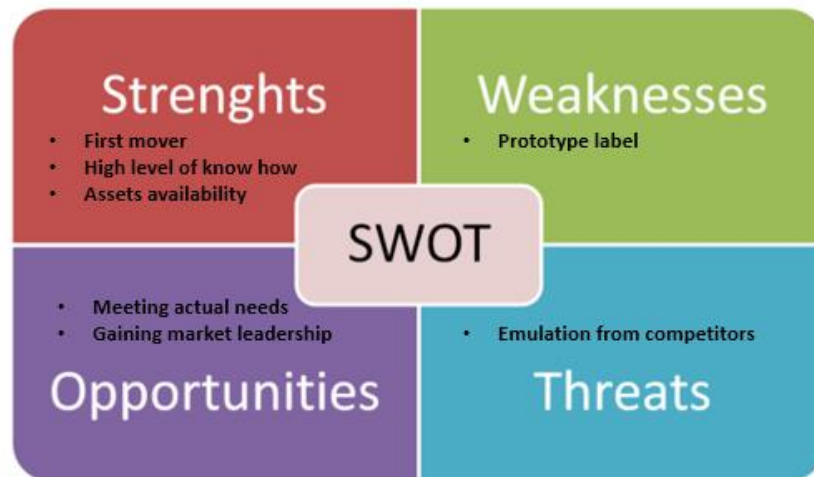 Strenghts
• First mover
• High level of know how
• Assets availability
Weaknesses
• Prototype label
SWOT
• Meeting actual needs
• Gaining market leadership
Opportunities
• Emulation from competitors
Threats